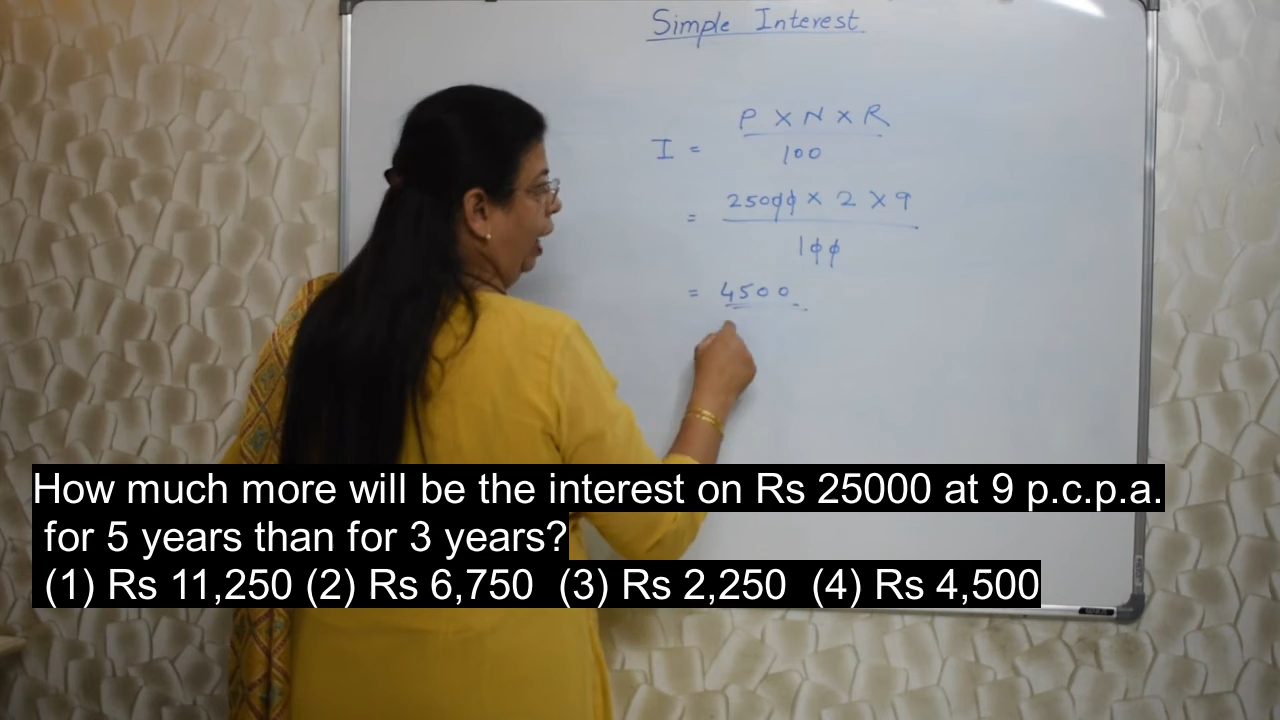 Simple Interest
P X N X R
I =
100
= 25000 X 2 X 9
100
= 4500
How much more will be the interest on Rs 25000 at 9 p.c.p.a.
for 5 years than for 3 years?
(1) Rs 11,250 (2) Rs 6,750 (3) Rs 2,250 (4) Rs 4,500